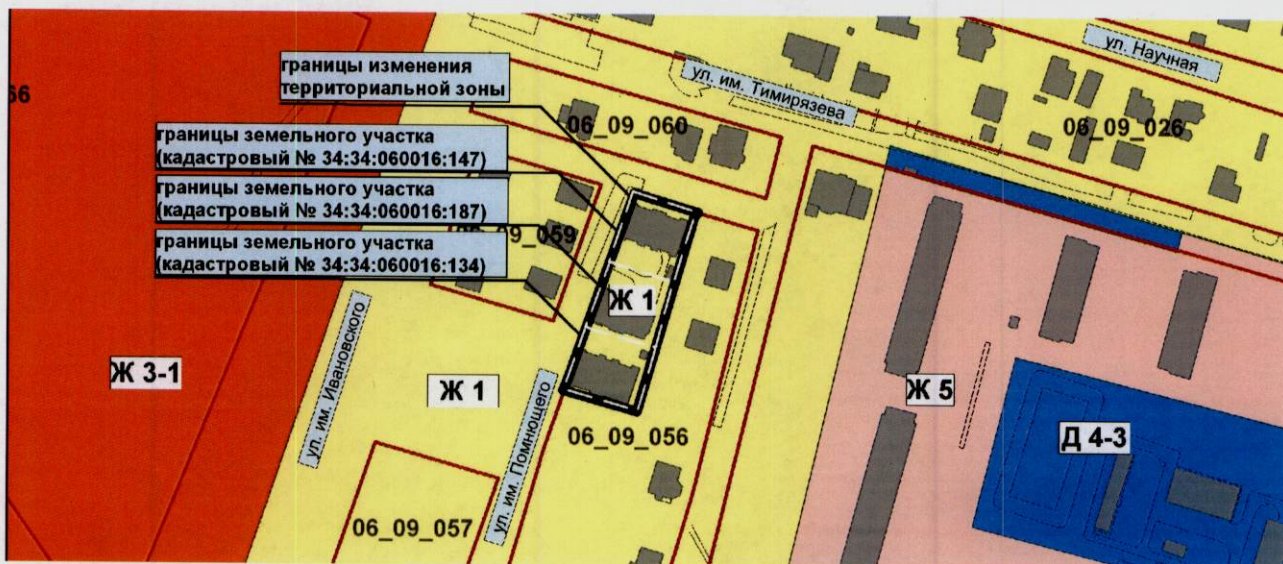 границы изменения
территориальной зоны
границы земельного участка
(кадастровый № 34:34:060016:147)
границы земельного участка
(кадастровый № 34:34:060016:187)
границы земельного участка
(кадастровый № 34:34:060016:134)
66
06_09_060
ул. им. Тимирязева
ул. Научная
06_09_026
09_059
Ж 1
Ж 3-1
ул. им. Ивановского
Ж 1
ул. им. Помнющего
06_09_056
06_09_057
Ж 5
Д 4-3